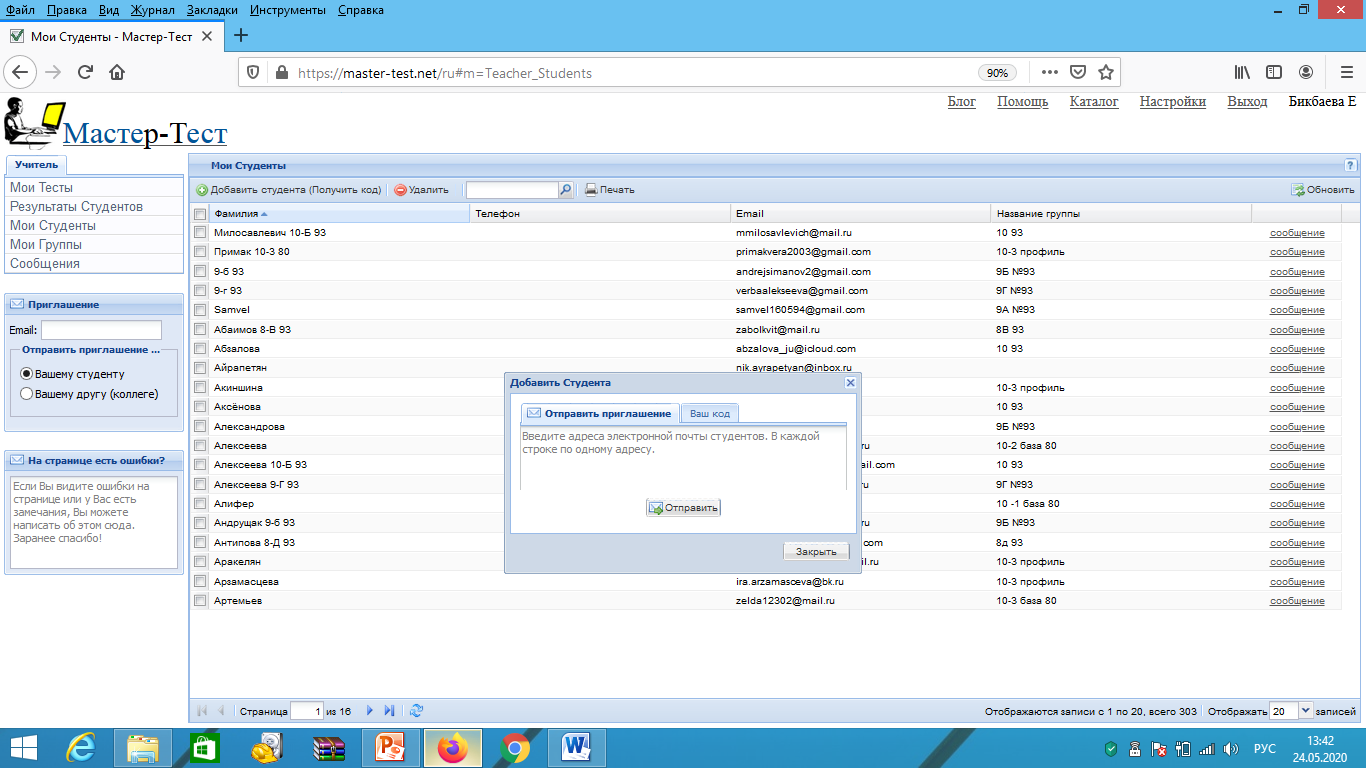 Файл Правка Вид Журнал Закладки Инструменты Справка
Мои Студенты - Мастер-Тест
https://master-test.net/ru#m=Teacher_Students
90%
Блог Помощь Каталог Настройки Выход Бикбаева Е
Мастер-Тест
Учитель
Мои Тесты
Результаты Студентов
Мои Студенты
Мои Группы
Сообщения
Приглашение
Email:
Отправить приглашение ...
Вашему студенту
Вашему другу (коллеге)
На странице есть ошибки?
Если Вы видите ошибки на
странице или у Вас есть
замечания, Вы можете
написать об этом сюда.
Заранее спасибо!
Мои Студенты
Добавить студента (Получить код) Удалить Печать Обновить
Фамилия Телефон Email Название группы
Милосавлевич 10-Б 93 mmilosavlevich@mail.ru 10 93 сообщение
Примак 10-3 80 primakvera2003@gmail.com 10-3 профиль сообщение
9-б 93 andrejsimanov2@gmail.com 9Б №93 сообщение
9-г 93 verbaalekseeva@gmail.com 9Г №93 сообщение
Samvel samvel160594@gmail.com 9А №93 сообщение
Абаимов 8-В 93 zabolkvit@mail.ru 8В 93 сообщение
Абзалова abzalova_ju@icloud.com 10 93 сообщение
Айрапетян nik.ayrapetyan@inbox.ru сообщение
Акиншина 10-3 профиль сообщение
Аксёнова 10 93 сообщение
Александрова 9Б №93 сообщение
Алексеева ru 10-2 база 80 сообщение
Алексеева 10-Б 93 ail.com 10 93 сообщение
Алексеева 9-Г 93 ru 9Г №93 сообщение
Алифер 10 -1 база 80 сообщение
Андрущак 9-б 93 ru 9Б №93 сообщение
Антипова 8-Д 93 com 8д 93 сообщение
Аракелян il.ru 10-3 профиль сообщение
Арзамасцева ira.arzamasceva@bk.ru 10-3 профиль сообщение
Артемьев zelda12302@mail.ru 10-3 база 80 сообщение
Добавить Студента
Отправить приглашение Ваш код
Введите адреса электронной почты студентов. В каждой
строке по одному адресу.
Отправить
Закрыть
Страница 1 из 16 Отображаются записи с 1 по 20, всего 303 Отображать 20 записей
РУС
13:42
24.05.2020